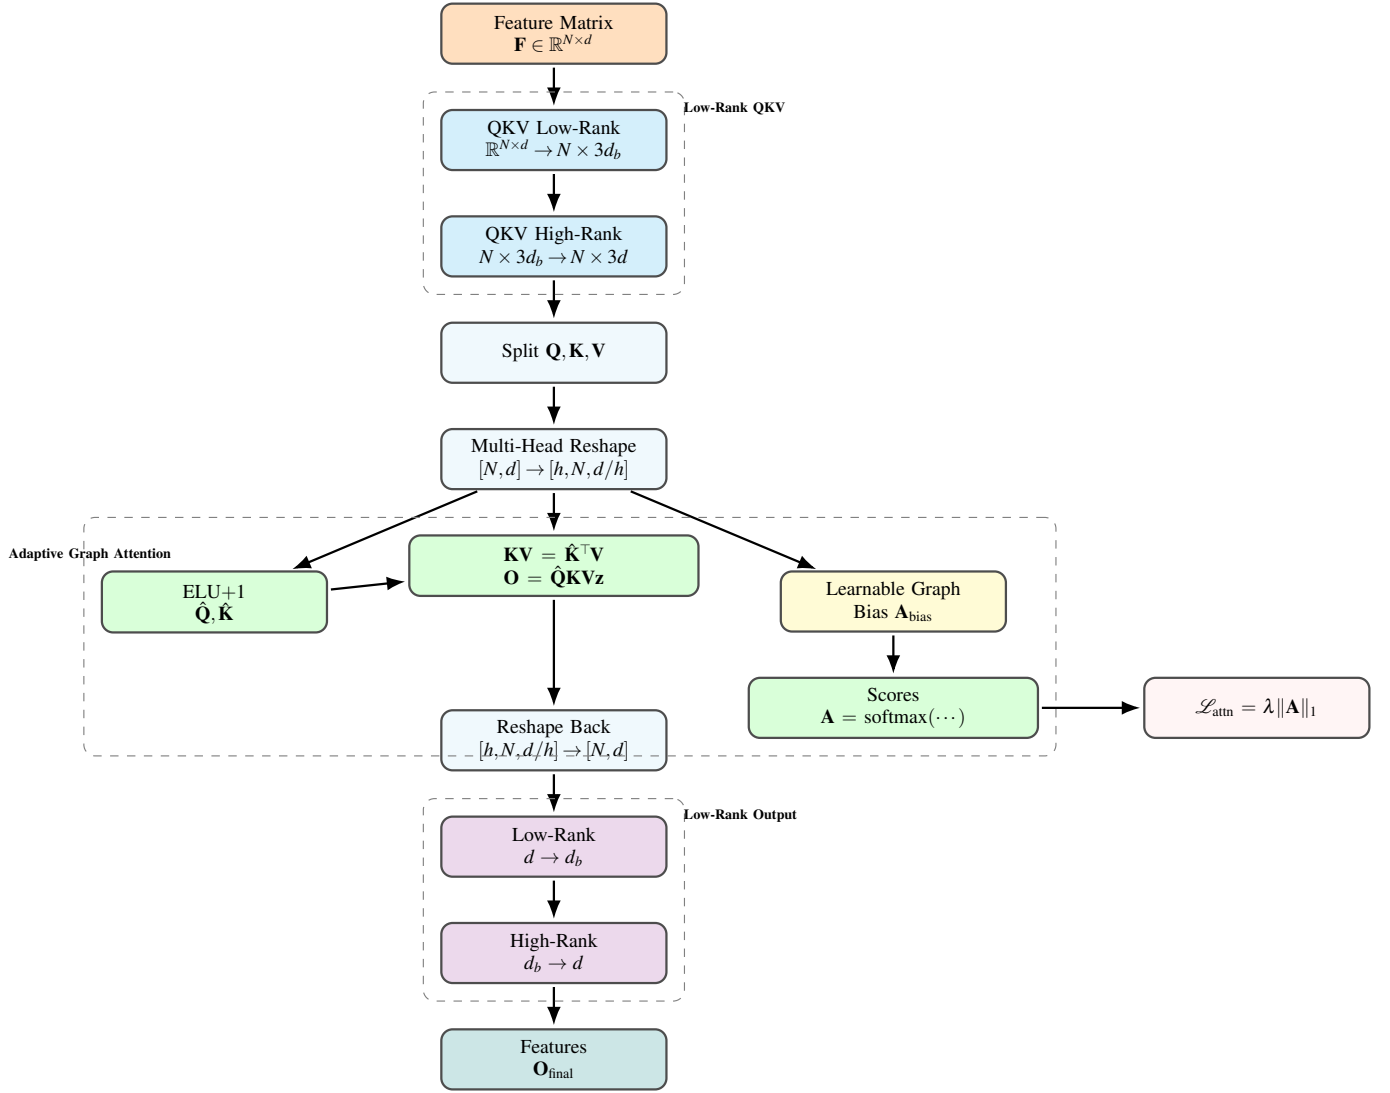 Feature Matrix
𝐅 ∈ ℝ^{N×d}
Low-Rank QKV
QKV Low-Rank
ℝ^{N×d} → N × 3d_b
QKV High-Rank
N × 3d_b → N × 3d
Split Q, K, V
Multi-Head Reshape
[N, d] → [h, N, d/h]
Adaptive Graph Attention
ELU+1
Q̂, K̂
KV = K̂^⊤V
O = Q̂KVz
Learnable Graph
Bias A_bias
Scores
A = softmax(⋯)
ℒ_attn = λ‖A‖₁
Reshape Back
[h, N, d/h] → [N, d]
Low-Rank Output
Low-Rank
d → d_b
High-Rank
d_b → d
Features
O_final